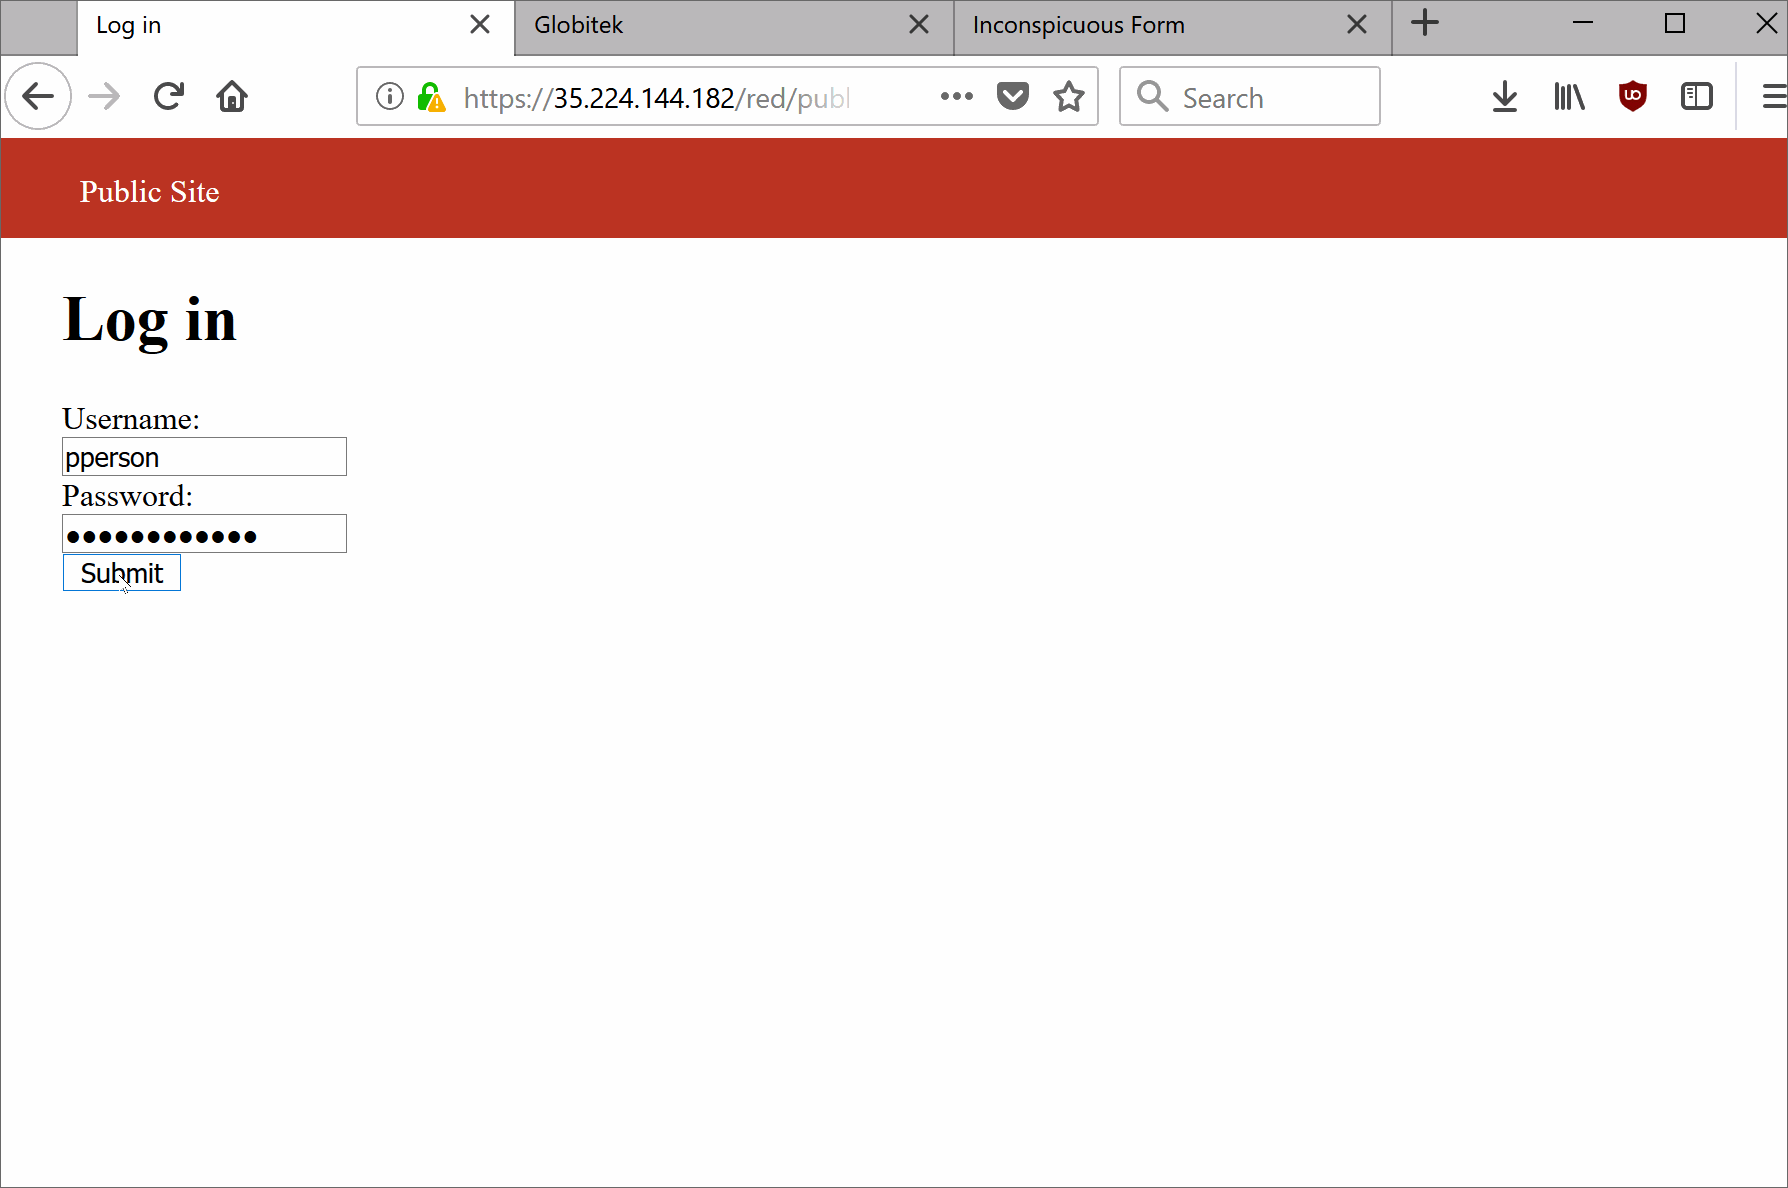 Log in
Globitek
Inconspicuous Form
https://35.224.144.182/red/publ
Search
Public Site
Log in
Username:
pperson
Password:
●●●●●●●●●●●●
Submit